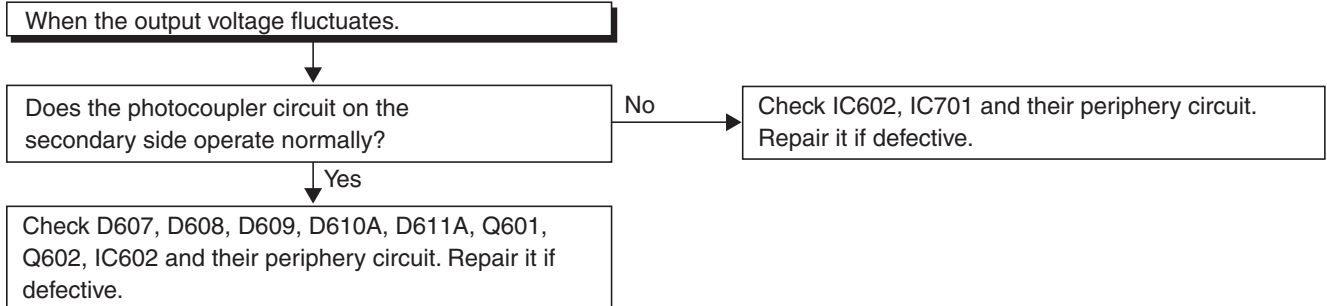 When the output voltage fluctuates.
Does the photocoupler circuit on the
secondary side operate normally?
No
Check IC602, IC701 and their periphery circuit.
Repair it if defective.
Yes
Check D607, D608, D609, D610A, D611A, Q601,
Q602, IC602 and their periphery circuit. Repair it if
defective.